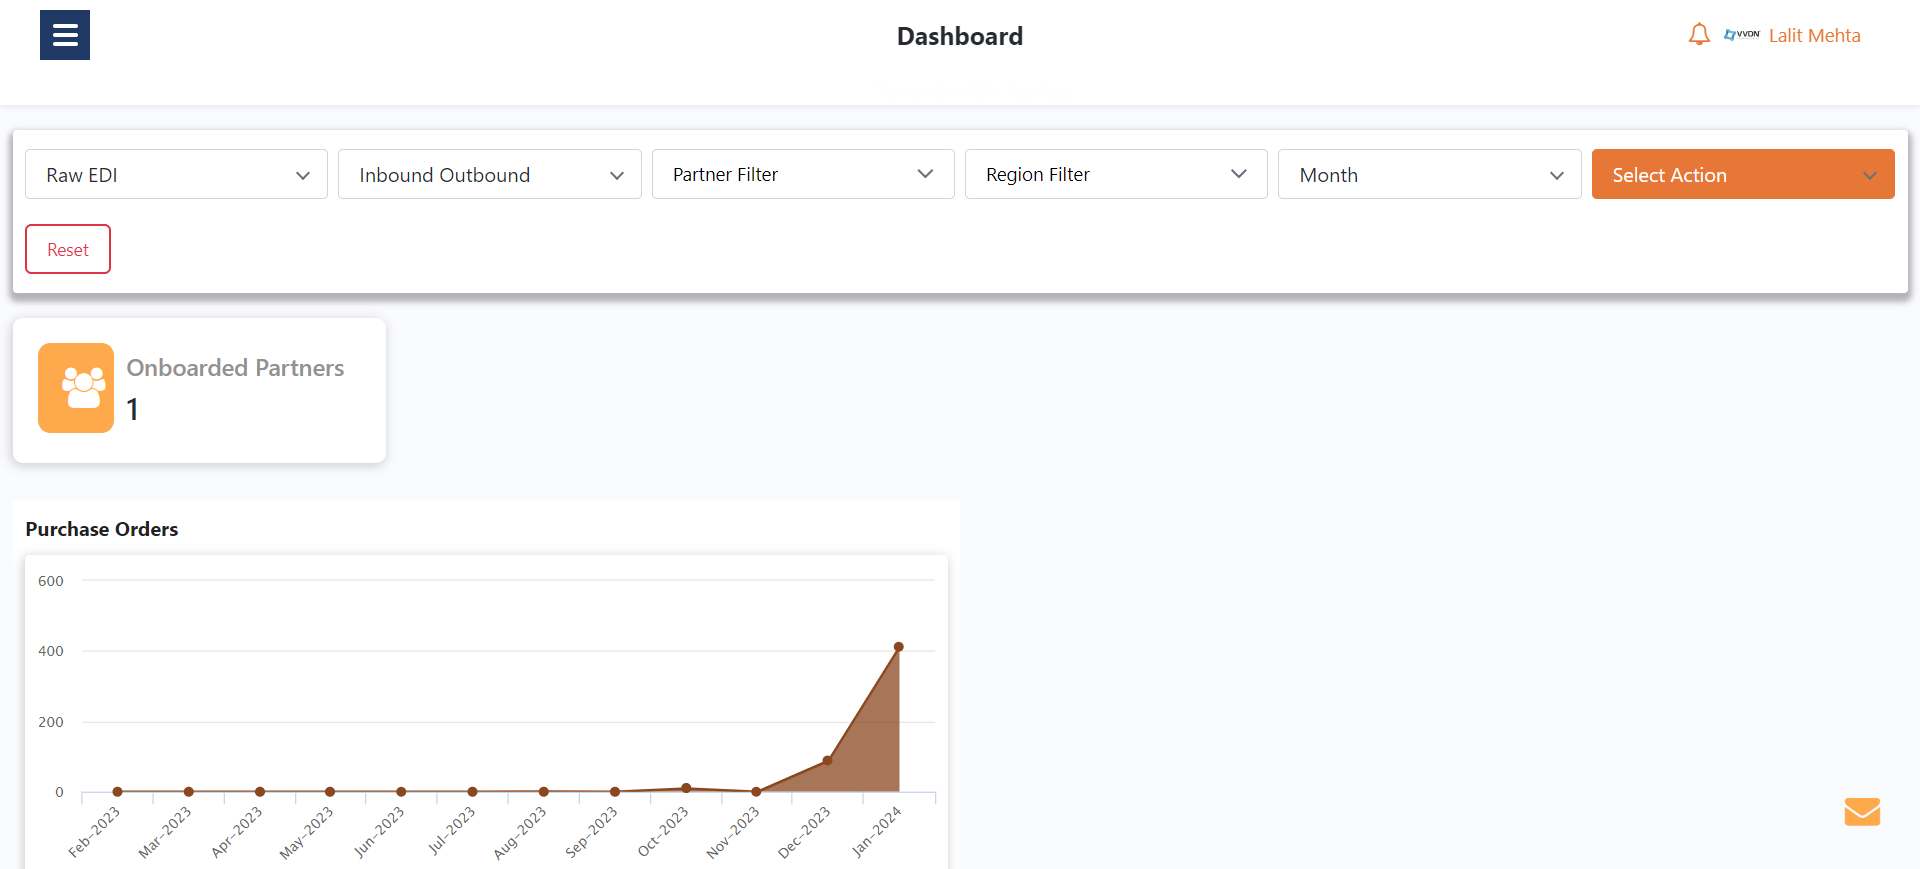 Dashboard
VVDN Lalit Mehta
Raw EDI Inbound Outbound Partner Filter Region Filter Month Select Action
Reset
Onboarded Partners
1
Purchase Orders
600
400
200
0
Feb-2023 Mar-2023 Apr-2023 May-2023 Jun-2023 Jul-2023 Aug-2023 Sep-2023 Oct-2023 Nov-2023 Dec-2023 Jan-2024